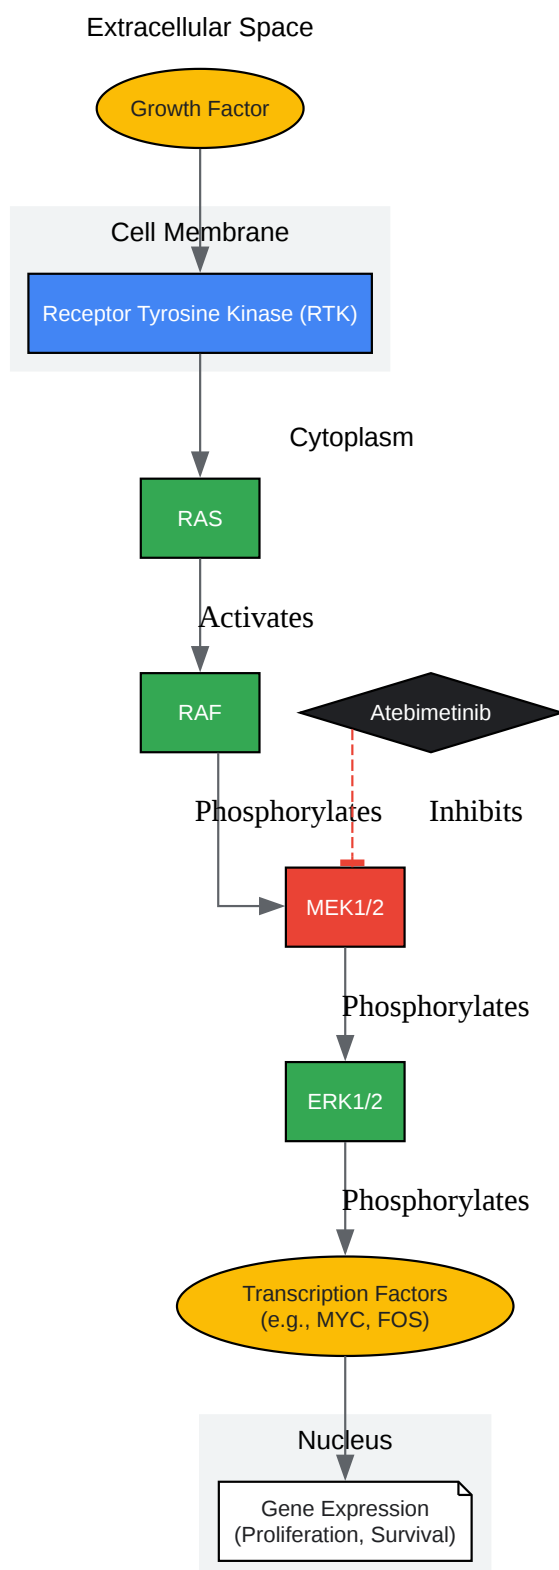 Extracellular Space
Growth Factor
Cell Membrane
Receptor Tyrosine Kinase (RTK)
Cytoplasm
RAS
Activates
RAF
Atebimetinib
Phosphorylates
Inhibits
MEK1/2
Phosphorylates
ERK1/2
Phosphorylates
Transcription Factors
(e.g., MYC, FOS)
Nucleus
Gene Expression
(Proliferation, Survival)